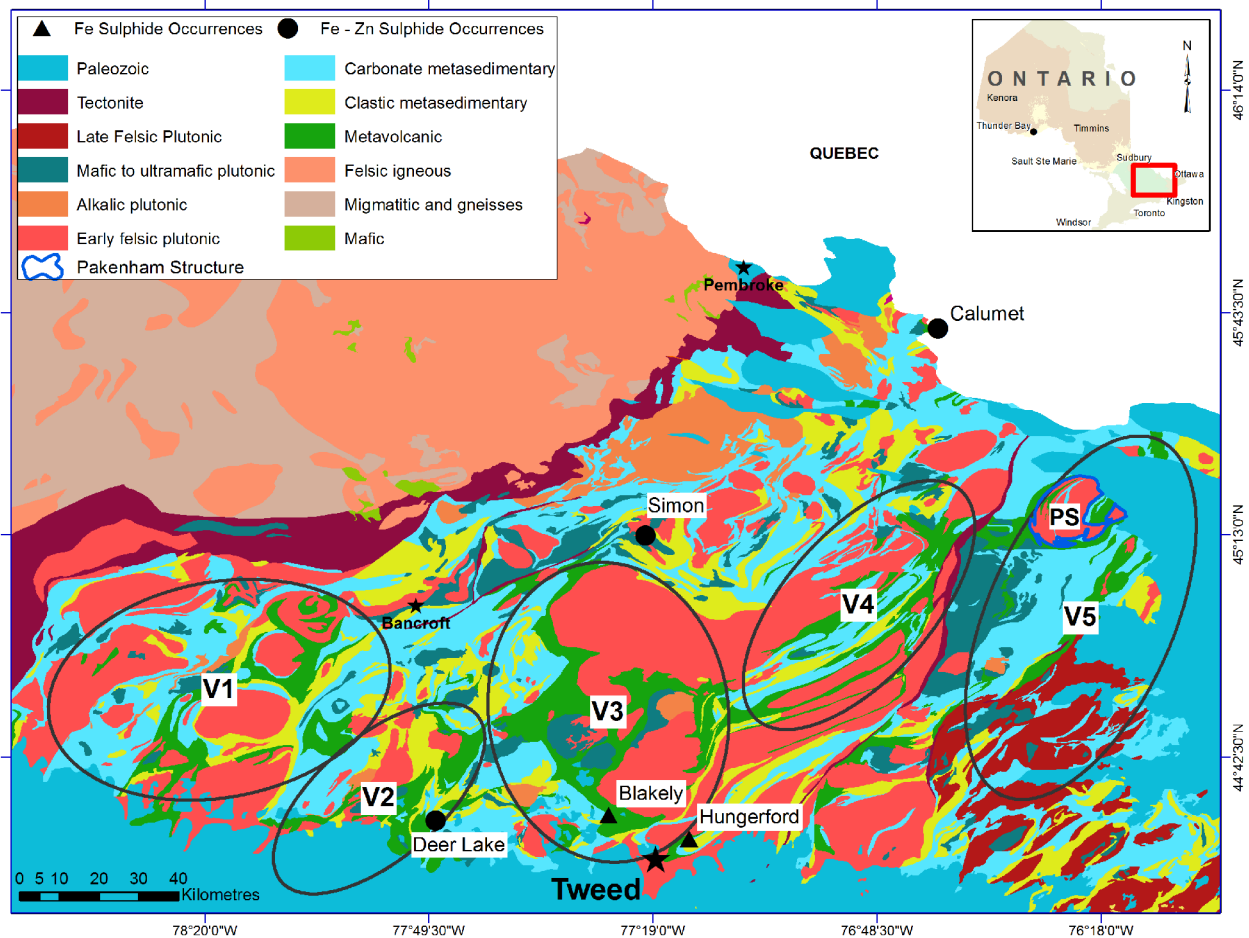 Fe Sulphide Occurrences
Fe - Zn Sulphide Occurrences
Paleozoic
Tectonite
Late Felsic Plutonic
Mafic to ultramafic plutonic
Alkalic plutonic
Early felsic plutonic
Pakenham Structure
Carbonate metasedimentary
Clastic metasedimentary
Metavolcanic
Felsic igneous
Migmatitic and gneisses
Mafic
QUEBEC
N
ONTARIO
Kenora
Thunder Bay
Timmins
Sault Ste Marie
Sudbury
Ottawa
Kingston
Toronto
Windsor
46°14'0"N
45°43'30"N
45°13'0"N
44°42'30"N
Pembroke
Calumet
Simon
PS
Bancroft
V4
V5
V1
V3
V2
Blakely
Hungerford
Deer Lake
Tweed
0 5 10 20 30 40
Kilometres
78°20'0"W
77°49'30"W
77°19'0"W
76°48'30"W
76°18'0"W